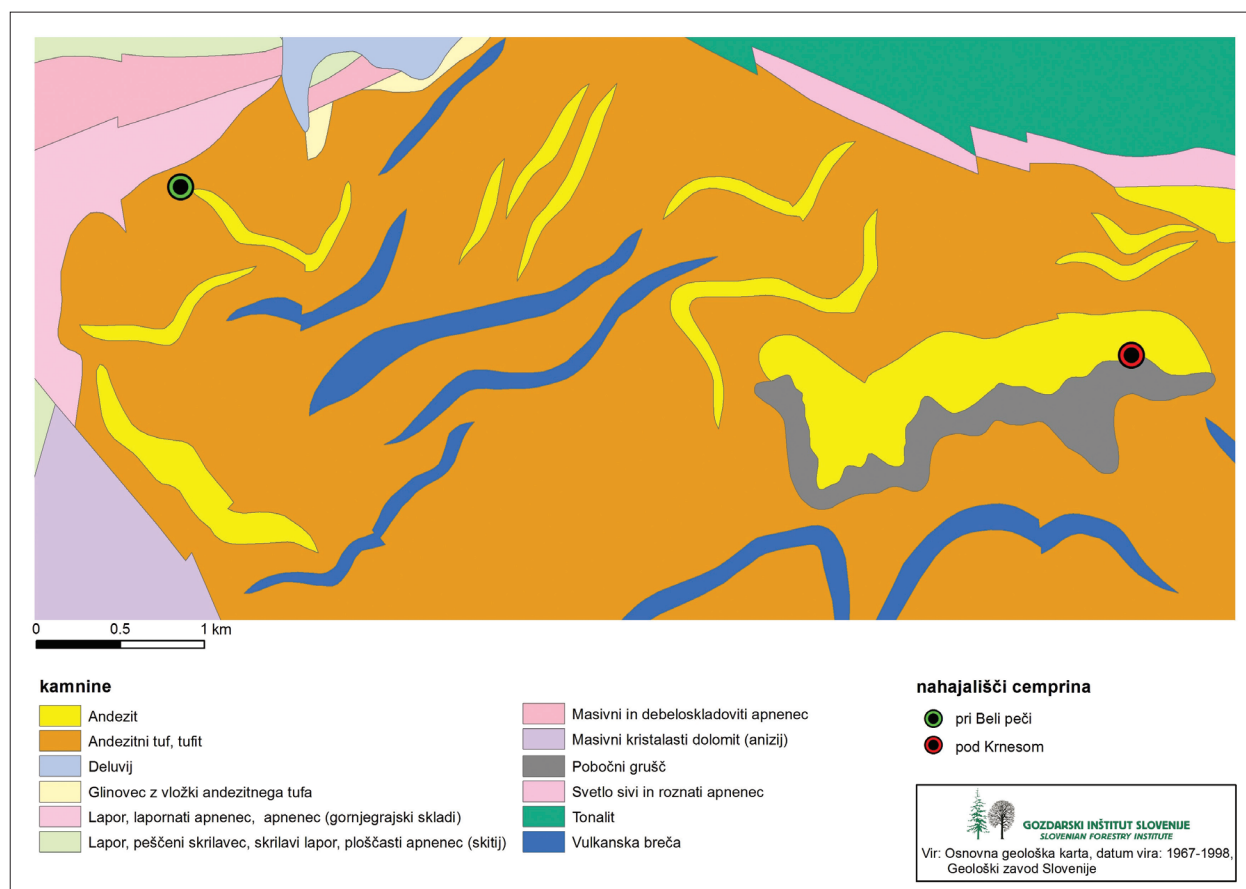 0 0.5 1 km
kamnine
Andezit
Andezitni tuf, tufit
Deluvij
Glinovec z vložki andezitnega tufa
Lapor, lapornati apnenec, apnenec (gornjegrajski skladi)
Lapor, peščeni skrilavec, skrilavi lapor, ploščasti apnenec (skitij)
Masivni in debeloskladoviti apnenec
Masivni kristalasti dolomit (anizij)
Pobočni grušč
Svetlo sivi in roznati apnenec
Tonalit
Vulkanska breča
nahajališči cemprina
pri Beli peči
pod Krnesom
GOZDARSKI INŠTITUT SLOVENIJE
SLOVENIAN FORESTRY INSTITUTE
Vir: Osnovna geološka karta, datum vira: 1967-1998,
Geološki zavod Slovenije